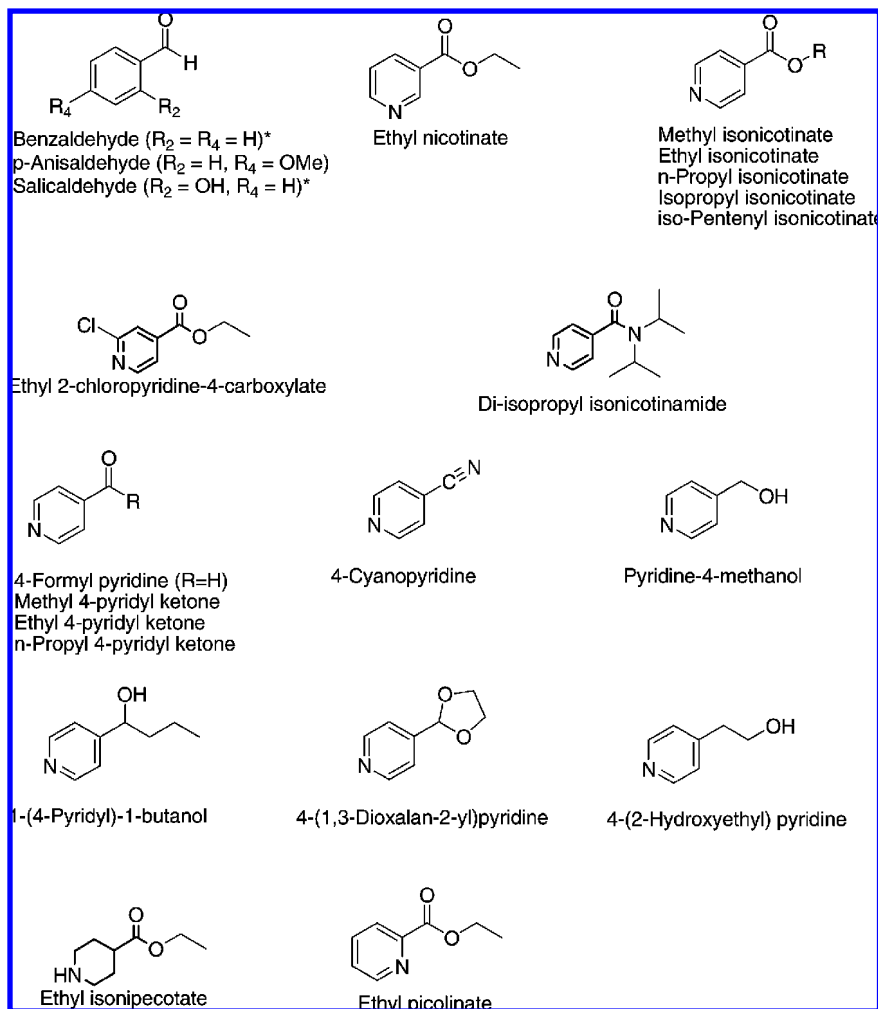 O
H
R4
R2
Benzaldehyde (R2 = R4 = H)*
p-Anisaldehyde (R2 = H, R4 = OMe)
Salicaldehyde (R2 = OH, R4 = H)*
O
O
N
Ethyl nicotinate
O
O
R
N
Methyl isonicotinate
Ethyl isonicotinate
n-Propyl isonicotinate
Isopropyl isonicotinate
iso-Pentenyl isonicotinate
Cl
O
O
N
Ethyl 2-chloropyridine-4-carboxylate
O
N
N
Di-isopropyl isonicotinamide
O
R
N
4-Formyl pyridine (R=H)
Methyl 4-pyridyl ketone
Ethyl 4-pyridyl ketone
n-Propyl 4-pyridyl ketone
C
N
N
4-Cyanopyridine
OH
N
Pyridine-4-methanol
OH
N
1-(4-Pyridyl)-1-butanol
O
O
N
4-(1,3-Dioxalan-2-yl)pyridine
OH
N
4-(2-Hydroxyethyl) pyridine
O
O
HN
Ethyl isonipecotate
O
O
N
Ethyl picolinate